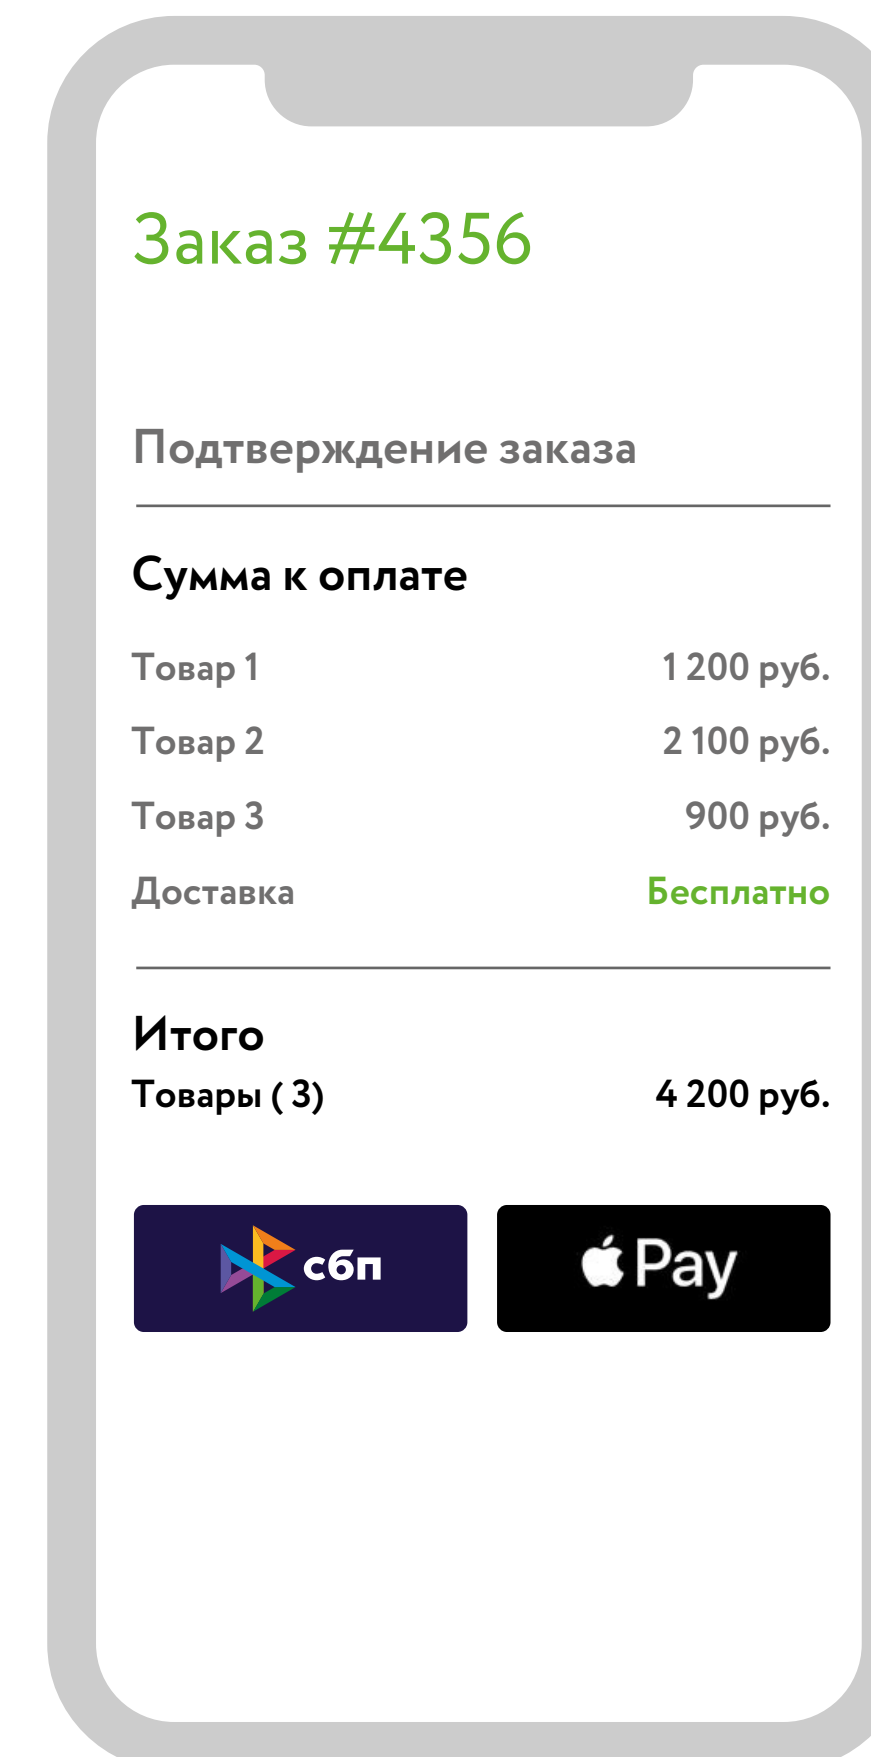 Заказ #4356
Подтверждение заказа
Сумма к оплате
Товар 1 1 200 руб.
Товар 2 2 100 руб.
Товар 3 900 руб.
Доставка Бесплатно
Итого
Товары ( 3) 4 200 руб.
сбп Pay